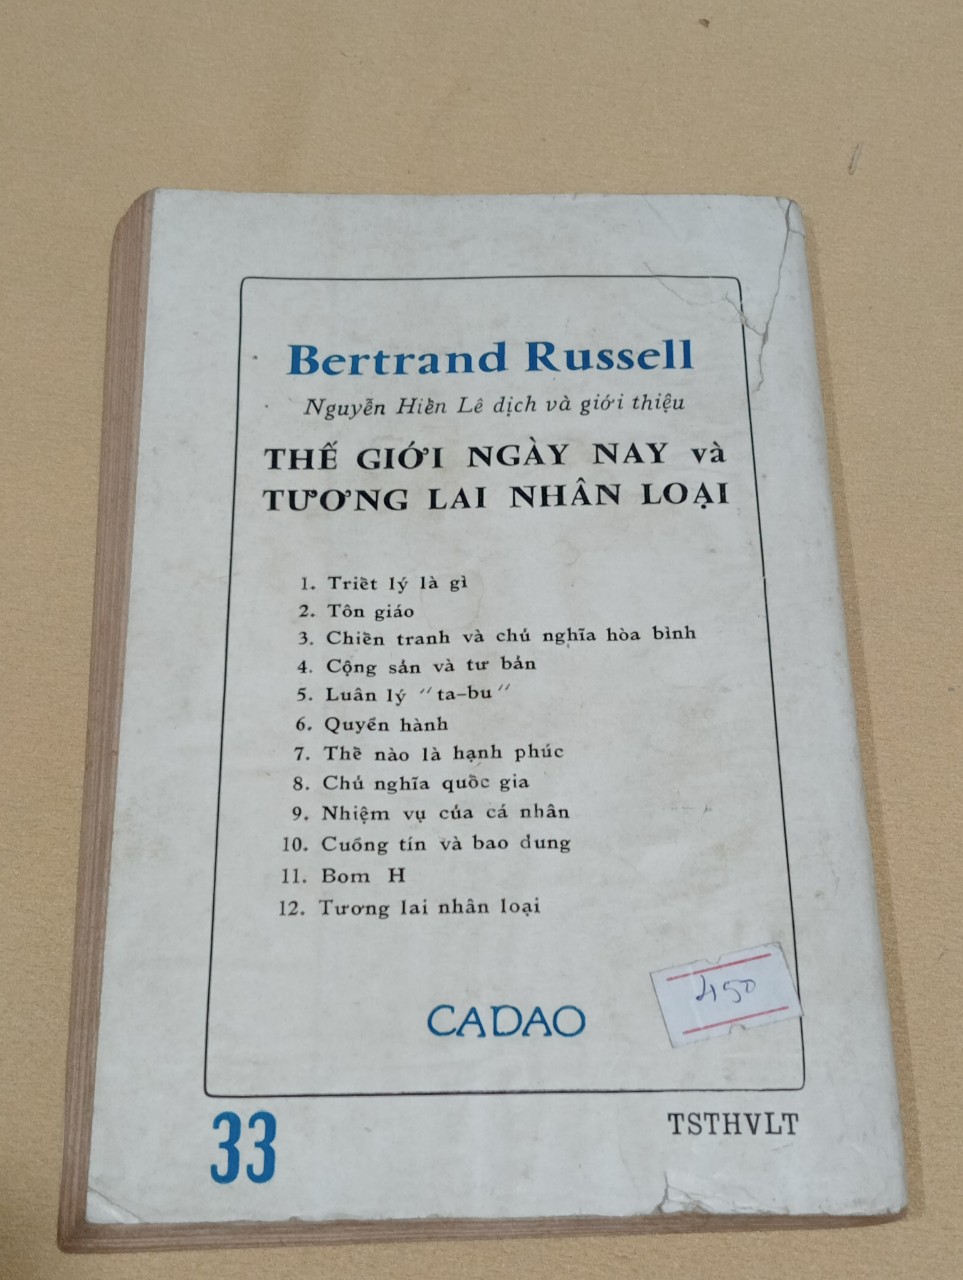 Bertrand Russell
Nguyễn Hiền Lê dịch và giới thiệu
THẾ GIỚI NGÀY NAY và
TƯƠNG LAI NHÂN LOẠI
1. Triết lý là gì
2. Tôn giáo
3. Chiến tranh và chủ nghĩa hòa bình
4. Cộng sản và tư bản
5. Luân lý "ta-bu"
6. Quyền hành
7. Thế nào là hạnh phúc
8. Chủ nghĩa quốc gia
9. Nhiệm vụ của cá nhân
10. Cuồng tín và bao dung
11. Bom H
12. Tương lai nhân loại
450
CADAO
33
TSTHVLT